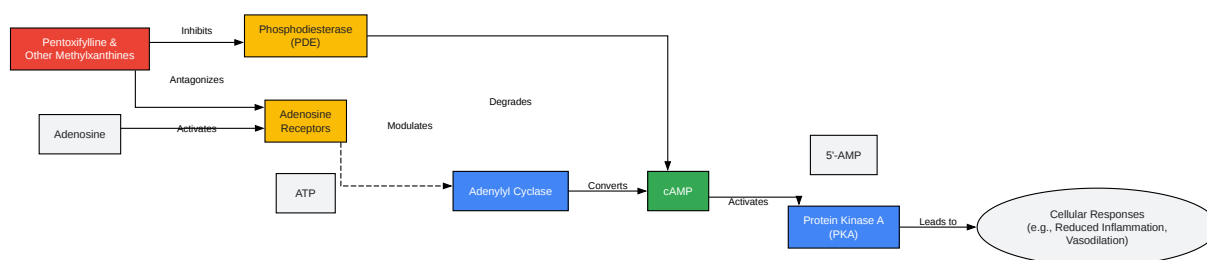 Pentoxifylline &
Other Methylxanthines
Inhibits
Phosphodiesterase
(PDE)
Antagonizes
Adenosine
Activates
Adenosine
Receptors
Modulates
Degrades
ATP
Adenylyl Cyclase
Converts
cAMP
Activates
5'-AMP
Protein Kinase A
(PKA)
Leads to
Cellular Responses
(e.g., Reduced Inflammation,
Vasodilation)